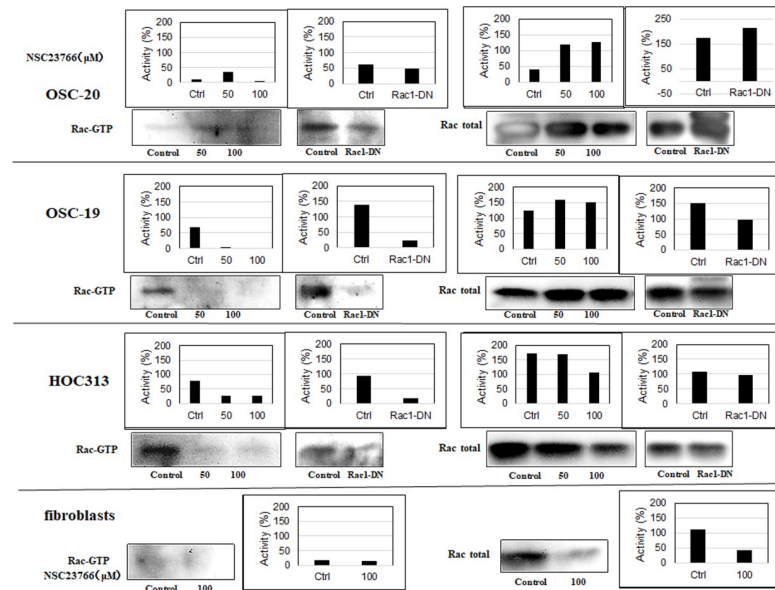 NSC23766(μM)
OSC-20
Activity (%)
200
150
100
50
0
Ctrl 50 100
Activity (%)
200
150
100
50
0
Ctrl Rac1-DN
Activity (%)
200
150
100
50
0
Ctrl 50 100
Activity (%)
250
150
50
-50
Ctrl Rac1-DN
Rac-GTP
Control 50 100
Control Rac1-DN
Rac total
Control 50 100
Control Rac1-DN
OSC-19
Activity (%)
200
150
100
50
0
Ctrl 50 100
Activity (%)
200
150
100
50
0
Ctrl Rac1-DN
Activity (%)
200
150
100
50
0
Ctrl 50 100
Activity (%)
200
150
100
50
0
Ctrl Rac1-DN
Rac-GTP
Control 50 100
Control Rac1-DN
Rac total
Control 50 100
Control Rac1-DN
HOC313
Activity (%)
200
150
100
50
0
Ctrl 50 100
Activity (%)
200
150
100
50
0
Ctrl Rac1-DN
Activity (%)
200
150
100
50
0
Ctrl 50 100
Activity (%)
200
150
100
50
0
Ctrl Rac1-DN
Rac-GTP
Control 50 100
Control Rac1-DN
Rac total
Control 50 100
Control Rac1-DN
fibroblasts
Rac-GTP
NSC23766(μM)
Control 100
Activity (%)
200
150
100
50
0
Ctrl 100
Rac total
Control 100
Activity (%)
200
150
100
50
0
Ctrl 100